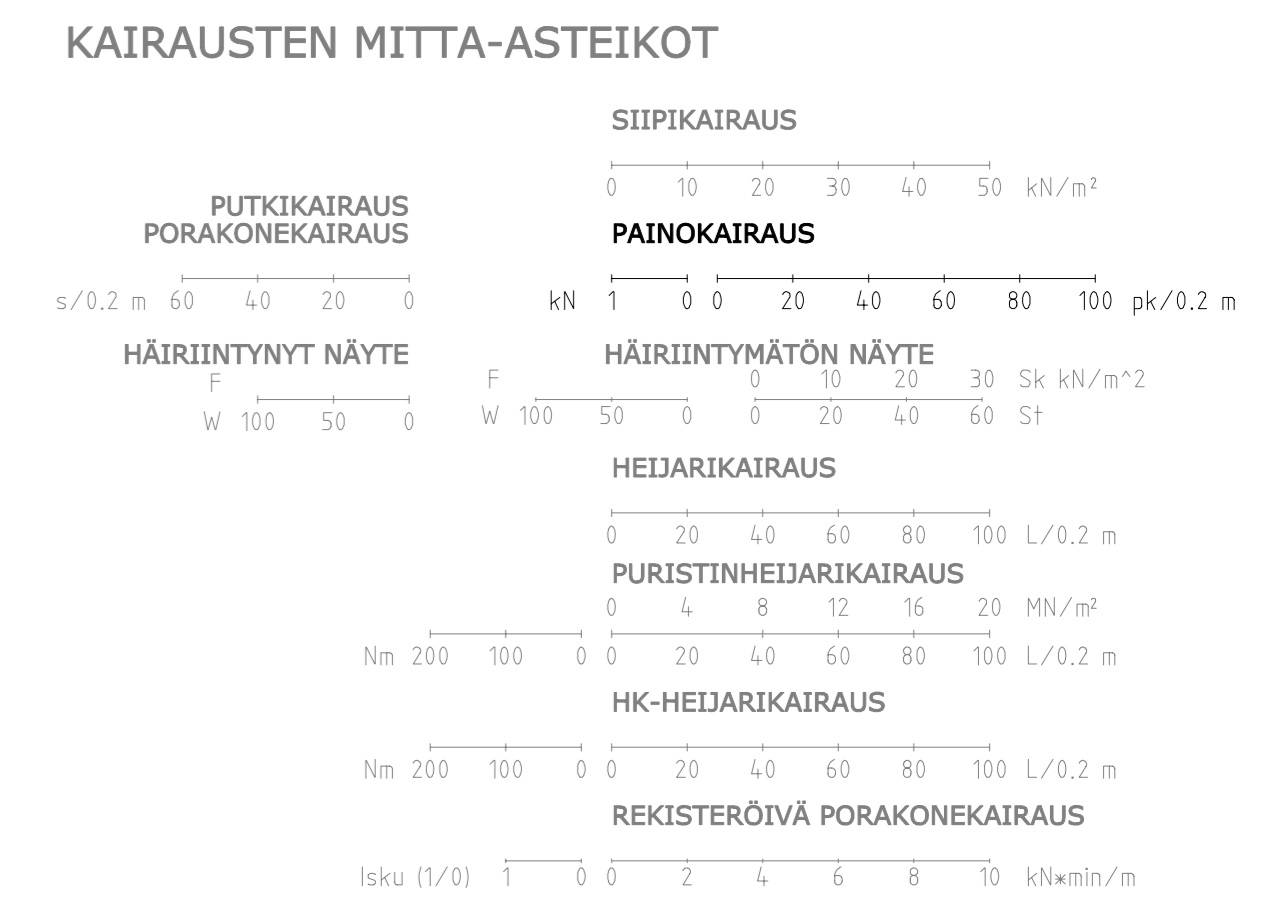 KAIRAUSTEN MITTA-ASTEIKOT
SIIPIKAIRAUS
0 10 20 30 40 50 kN/m²
PUTKIKAIRAUS
PORAKONEKAIRAUS
s/0.2 m 60 40 20 0
PAINOKAIRAUS
kN 1 0 0 20 40 60 80 100 pk/0.2 m
HÄIRIINTYNYT NÄYTE
F
W 100 50 0
HÄIRIINTYMÄTÖN NÄYTE
F 0 10 20 30 Sk kN/m^2
W 100 50 0 0 20 40 60 St
HEIJARIKAIRAUS
0 20 40 60 80 100 L/0.2 m
PURISTINHEIJARIKAIRAUS
0 4 8 12 16 20 MN/m²
Nm 200 100 0 0 20 40 60 80 100 L/0.2 m
HK-HEIJARIKAIRAUS
Nm 200 100 0 0 20 40 60 80 100 L/0.2 m
REKISTERÖIVÄ PORAKONEKAIRAUS
Isku (1/0) 1 0 0 2 4 6 8 10 kN*min/m